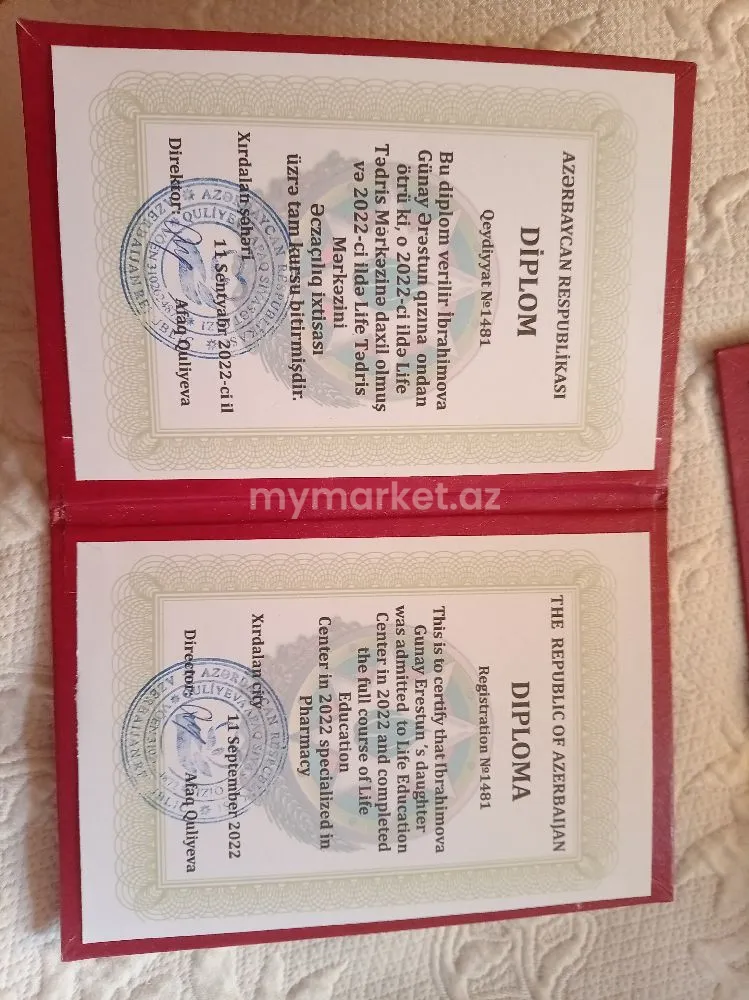 AZƏRBAYCAN RESPUBLİKASI
DİPLOM
Qeydiyyat №1481
Bu diplom verilir İbrahimova
Günay Ərəstun qızına ondan
ötrü ki, o 2022-ci ildə Life
Tədris Mərkəzinə daxil olmuş
və 2022-ci ildə Life Tədris
Mərkəzini
Əczaçılıq ixtisası
üzrə tam kursu bitirmişdir.
Xırdalan şəhəri
11 Sentyabr 2022-ci il
Direktor:
Afaq Quliyeva
mymarket.az
THE REPUBLIC OF AZERBAIJAN
DIPLOMA
Registration №1481
This is to certify that Ibrahimova
Gunay Erestun 's daughter
was admitted to Life Education
Center in 2022 and completed
the full course of Life
Education
Center in 2022 specialized in
Pharmacy
Xırdalan city
11 September 2022
Director:
Afaq Quliyeva